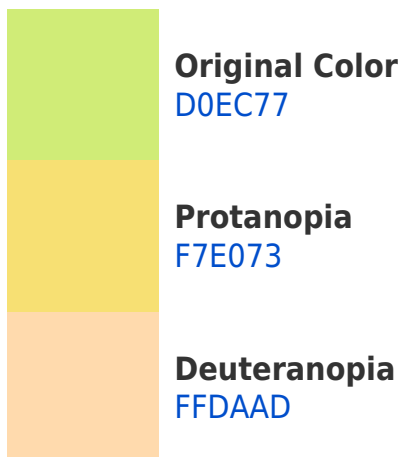 Original Color
D0EC77
Protanopia
F7E073
Deuteranopia
FFDAAD